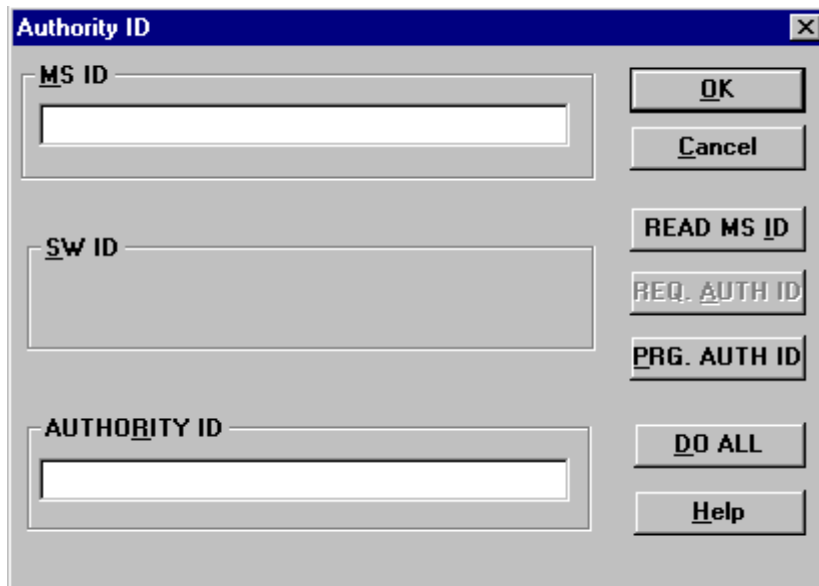 Authority ID
MS ID
OK
Cancel
SW ID
READ MS ID
REQ. AUTH ID
PRG. AUTH ID
AUTHORITY ID
DO ALL
Help